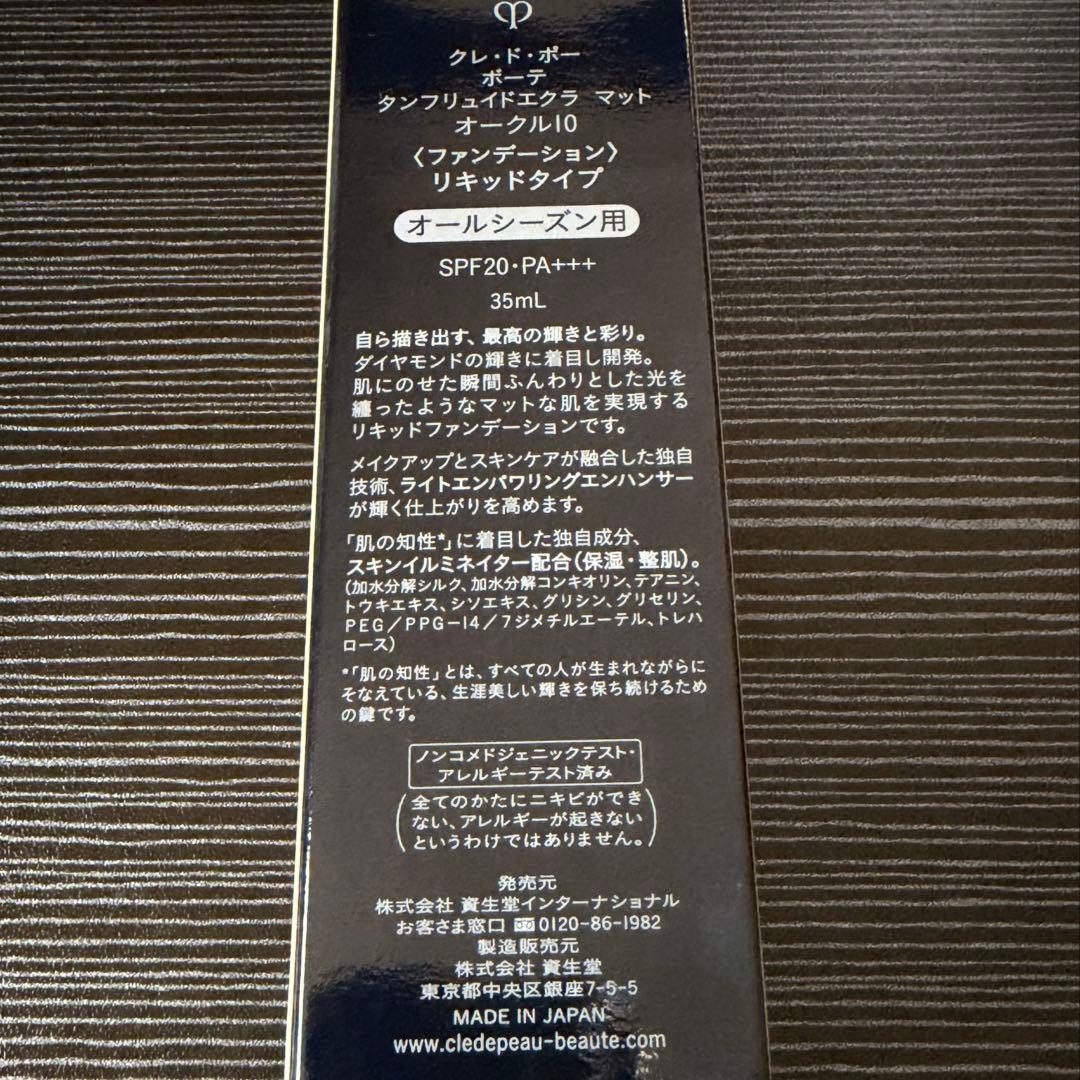 クレ・ド・ポー
ボーテ
タンフリュイドエクラ マット
オークル10
〈ファンデーション〉
リキッドタイプ
オールシーズン用
SPF20・PA+++
35mL
自ら描き出す、最高の輝きと彩り。
ダイヤモンドの輝きに着目し開発。
肌にのせた瞬間ふんわりとした光を
纏ったようなマットな肌を実現する
リキッドファンデーションです。
メイクアップとスキンケアが融合した独自
技術、ライトエンパワリングエンハンサー
が輝く仕上がりを高めます。
「肌の知性*」に着目した独自成分、
スキンイルミネイター配合(保湿・整肌)。
(加水分解シルク、加水分解コンキオリン、テアニン、
トウキエキス、シソエキス、グリシン、グリセリン、
PEG/PPG-14/7ジメチルエーテル、トレハ
ロース)
*「肌の知性」とは、すべての人が生まれながらに
そなえている、生涯美しい輝きを保ち続けるため
の鍵です。
ノンコメドジェニックテスト・
アレルギーテスト済み
(全てのかたにニキビができ
ない、アレルギーが起きない
というわけではありません。)
発売元
株式会社 資生堂インターナショナル
お客さま窓口 0120-86-1982
製造販売元
株式会社 資生堂
東京都中央区銀座7-5-5
MADE IN JAPAN
www.cledepeau-beaute.com